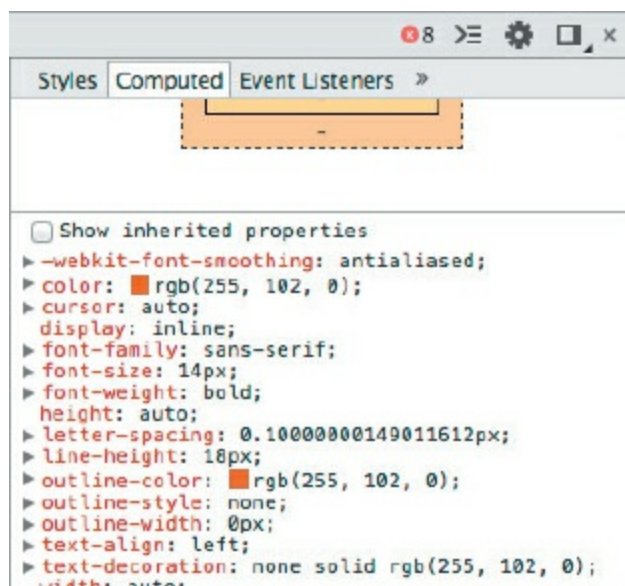 8
Styles Computed Event Listeners »
-
Show inherited properties
-webkit-font-smoothing: antialiased;
color: rgb(255, 102, 0);
cursor: auto;
display: inline;
font-family: sans-serif;
font-size: 14px;
font-weight: bold;
height: auto;
letter-spacing: 0.10000000149011612px;
line-height: 18px;
outline-color: rgb(255, 102, 0);
outline-style: none;
outline-width: 0px;
text-align: left;
text-decoration: none solid rgb(255, 102, 0);
width: auto;